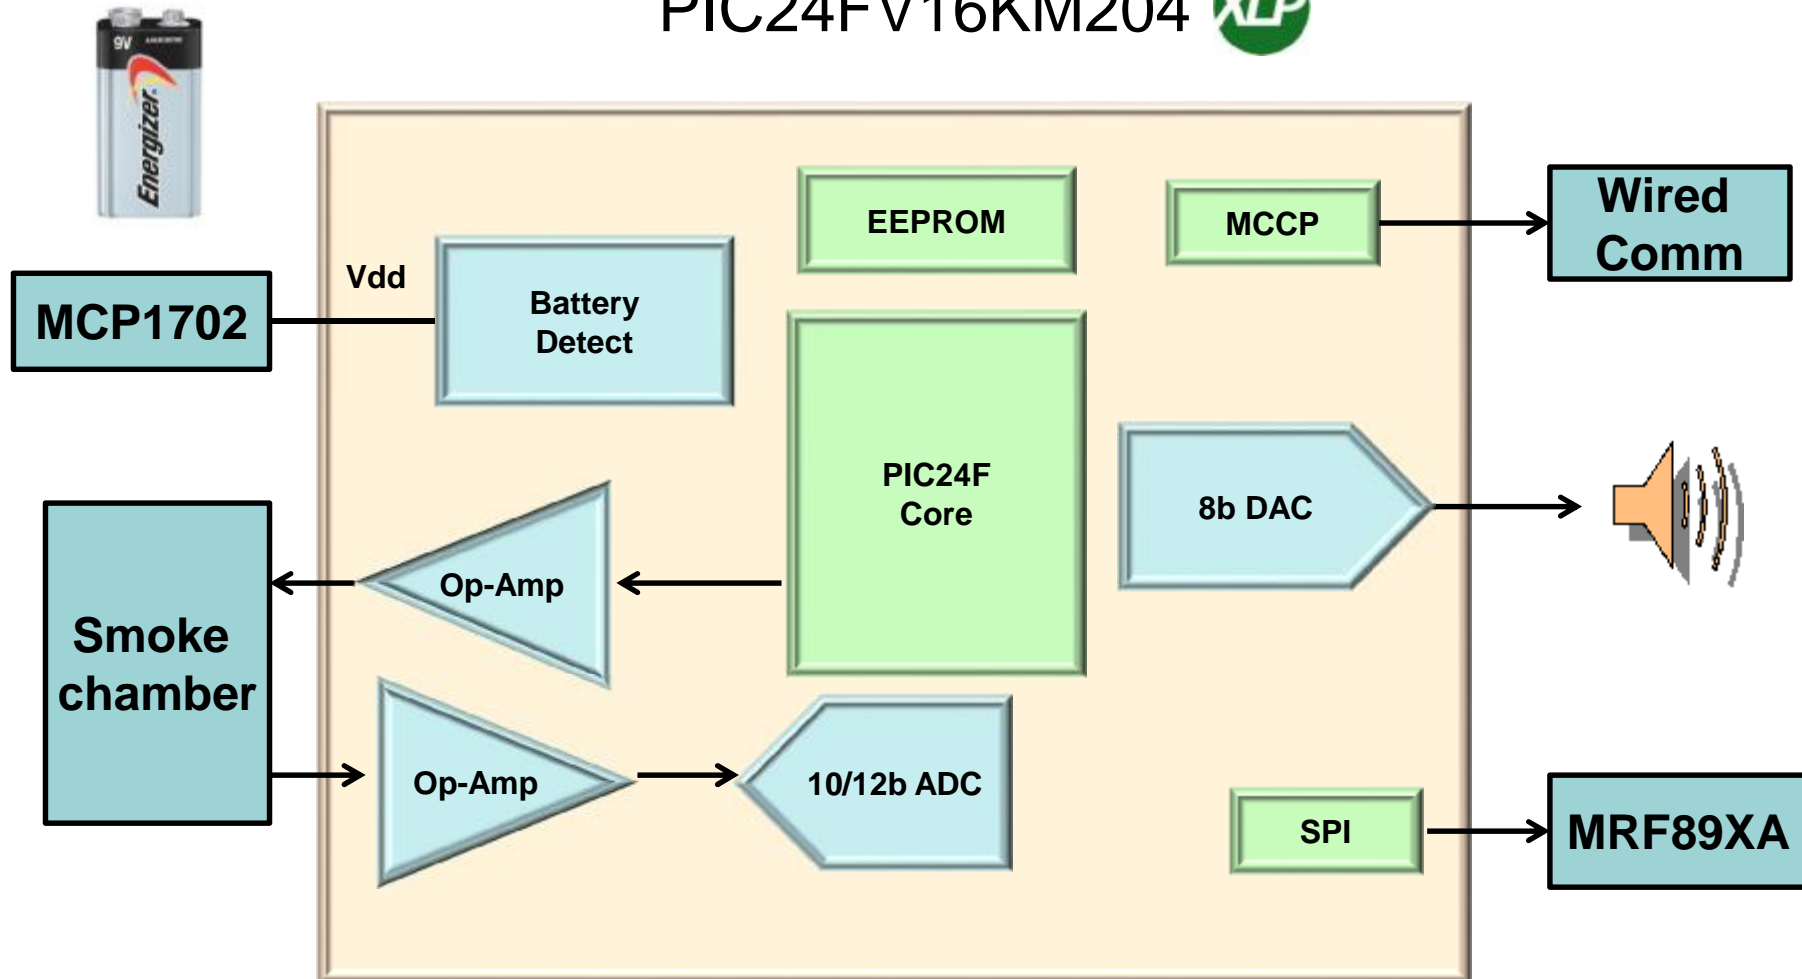 PIC24FV16KM204
XLP
9V
Energizer
EEPROM
MCCP
Wired
Comm
Vdd
Battery
Detect
MCP1702
PIC24F
Core
8b DAC
Op-Amp
Smoke
chamber
Op-Amp
10/12b ADC
SPI
MRF89XA